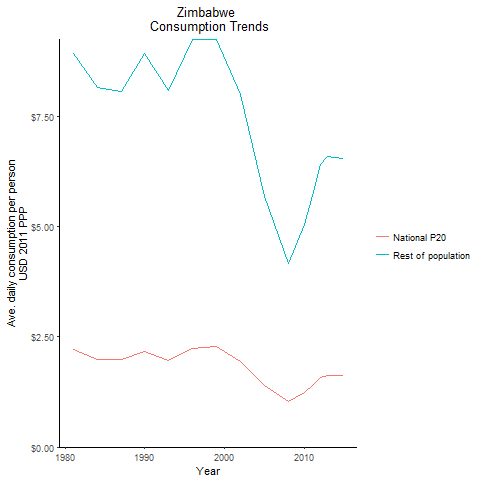 Zimbabwe
Consumption Trends
Ave. daily consumption per person
USD 2011 PPP
$7.50
$5.00
$2.50
$0.00
1980
1990
2000
2010
Year
National P20
Rest of population